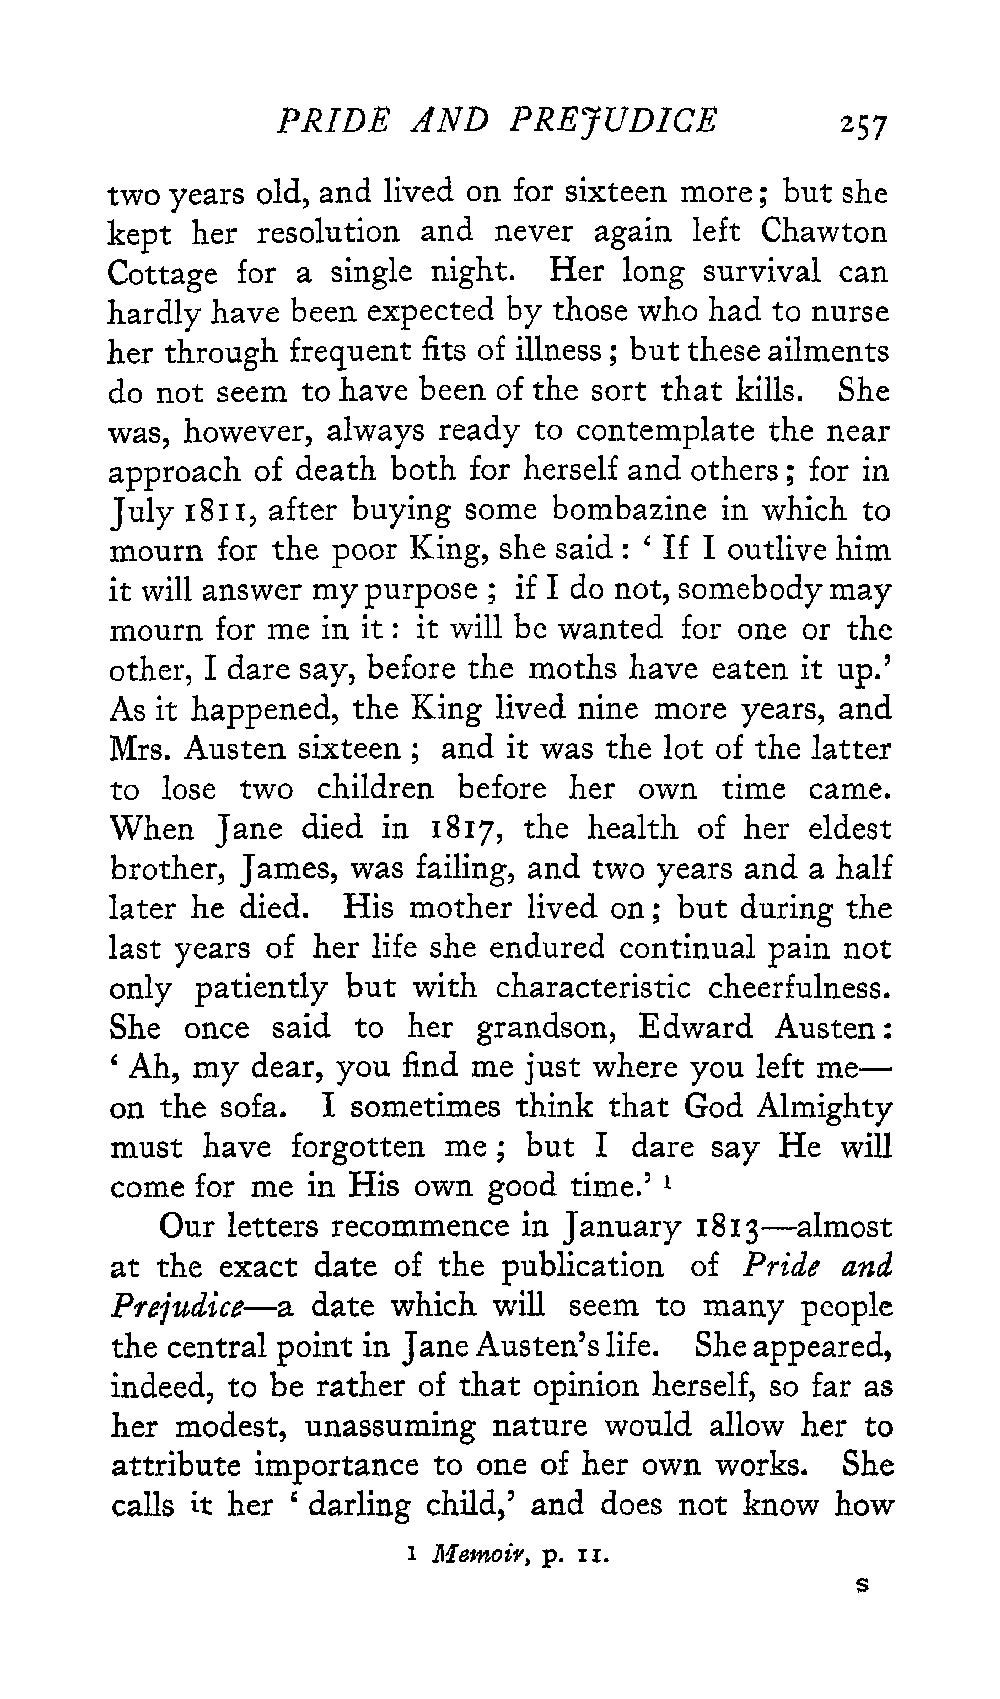 PRIDE AND PREJUDICE 257
two years old, and lived on for sixteen more; but she
kept her resolution and never again left Chawton
Cottage for a single night. Her long survival can
hardly have been expected by those who had to nurse
her through frequent fits of illness; but these ailments
do not seem to have been of the sort that kills. She
was, however, always ready to contemplate the near
approach of death both for herself and others; for in
July 1811, after buying some bombazine in which to
mourn for the poor King, she said: ‘ If I outlive him
it will answer my purpose ; if I do not, somebody may
mourn for me in it: it will be wanted for one or the
other, I dare say, before the moths have eaten it up.’
As it happened, the King lived nine more years, and
Mrs. Austen sixteen ; and it was the lot of the latter
to lose two children before her own time came.
When Jane died in 1817, the health of her eldest
brother, James, was failing, and two years and a half
later he died. His mother lived on; but during the
last years of her life she endured continual pain not
only patiently but with characteristic cheerfulness.
She once said to her grandson, Edward Austen:
‘ Ah, my dear, you find me just where you left me—
on the sofa. I sometimes think that God Almighty
must have forgotten me ; but I dare say He will
come for me in His own good time.’ 1
Our letters recommence in January 1813—almost
at the exact date of the publication of Pride and
Prejudice—a date which will seem to many people
the central point in Jane Austen’s life. She appeared,
indeed, to be rather of that opinion herself, so far as
her modest, unassuming nature would allow her to
attribute importance to one of her own works. She
calls it her ‘ darling child,’ and does not know how
1 Memoir, p. 11.
S